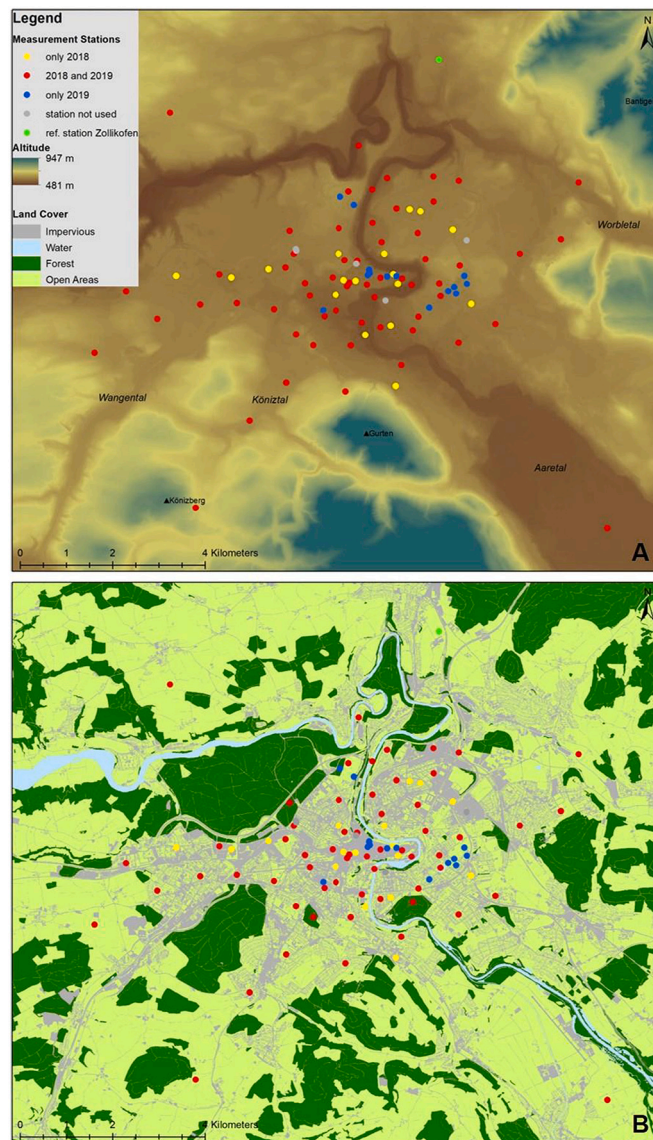 Legend
N
Measurement Stations
only 2018
2018 and 2019
only 2019
station not used
ref. station Zollikofen
Altitude
947 m
481 m
Land Cover
Impervious
Water
Forest
Open Areas
Bantige
Worbletal
Wangental
Köniztal
▲Gurten
Aaretal
▲Könizberg
0 1 2 4 Kilometers
A
N
0 1 2 4 Kilometers
B